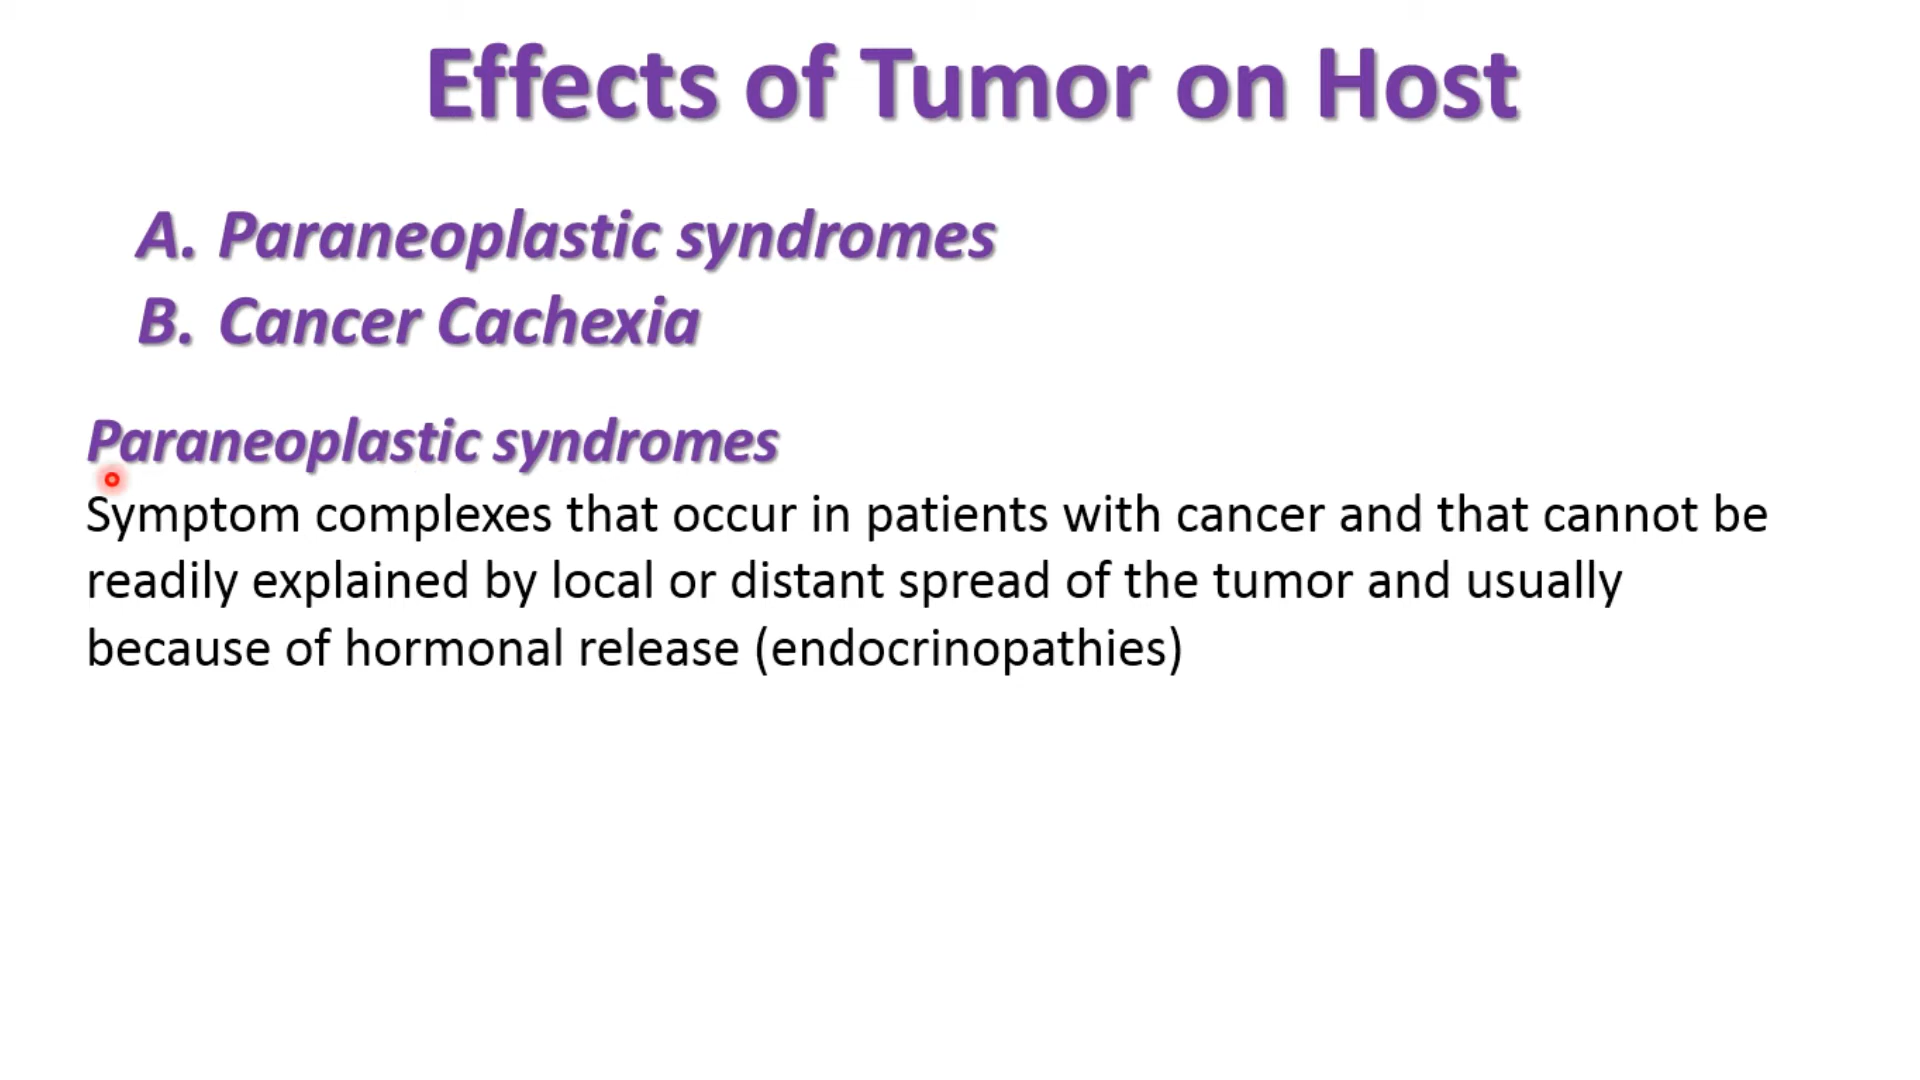 Effects of Tumor on Host
A. Paraneoplastic syndromes
B. Cancer Cachexia
Paraneoplastic syndromes
Symptom complexes that occur in patients with cancer and that cannot be
readily explained by local or distant spread of the tumor and usually
because of hormonal release (endocrinopathies)